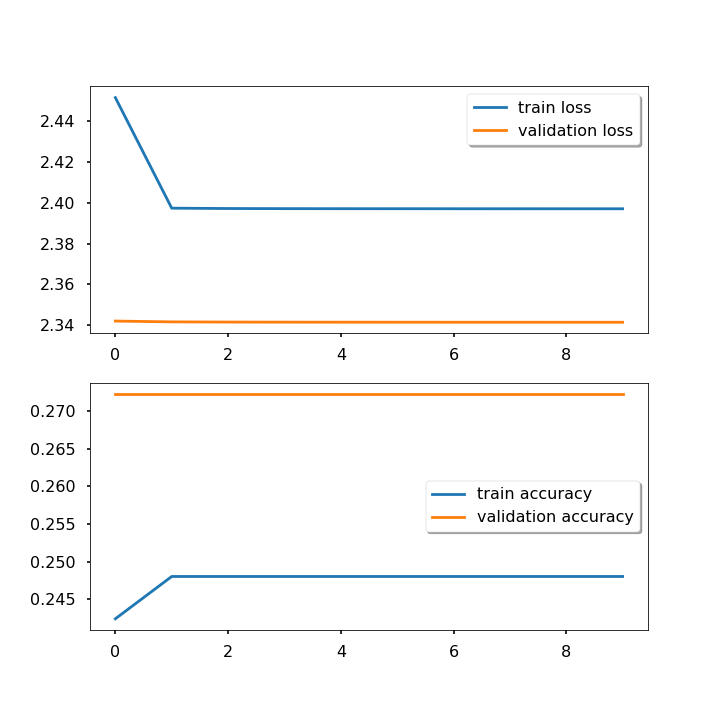 train loss
validation loss
2.44
2.42
2.40
2.38
2.36
2.34
0 2 4 6 8
train accuracy
validation accuracy
0.270
0.265
0.260
0.255
0.250
0.245
0 2 4 6 8